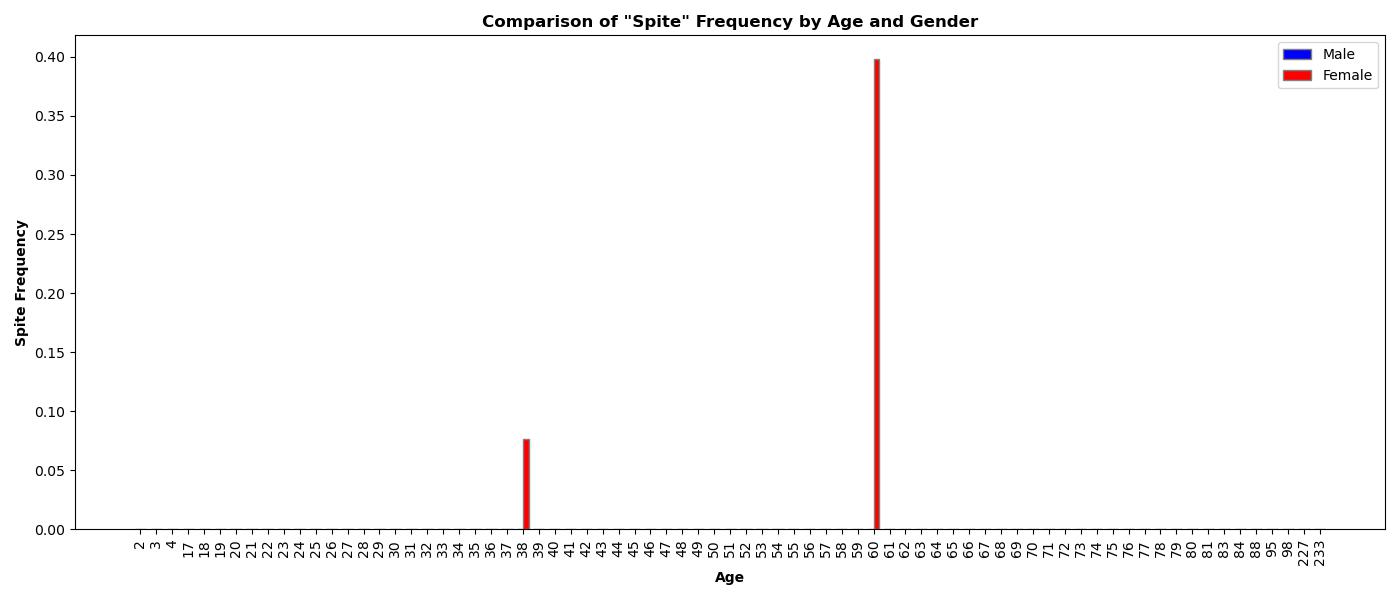 Comparison of "Spite" Frequency by Age and Gender
Male
Female
0.40
0.35
0.30
0.25
0.20
0.15
0.10
0.05
0.00
Spite Frequency
2 3 4 17 18 19 20 21 22 23 24 25 26 27 28 29 30 31 32 33 34 35 36 37 38 39 40 41 42 43 44 45 46 47 48 49 50 51 52 53 54 55 56 57 58 59 60 61 62 63 64 65 66 67 68 69 70 71 72 73 74 75 76 77 78 79 80 81 83 84 88 95 98 227 233
Age